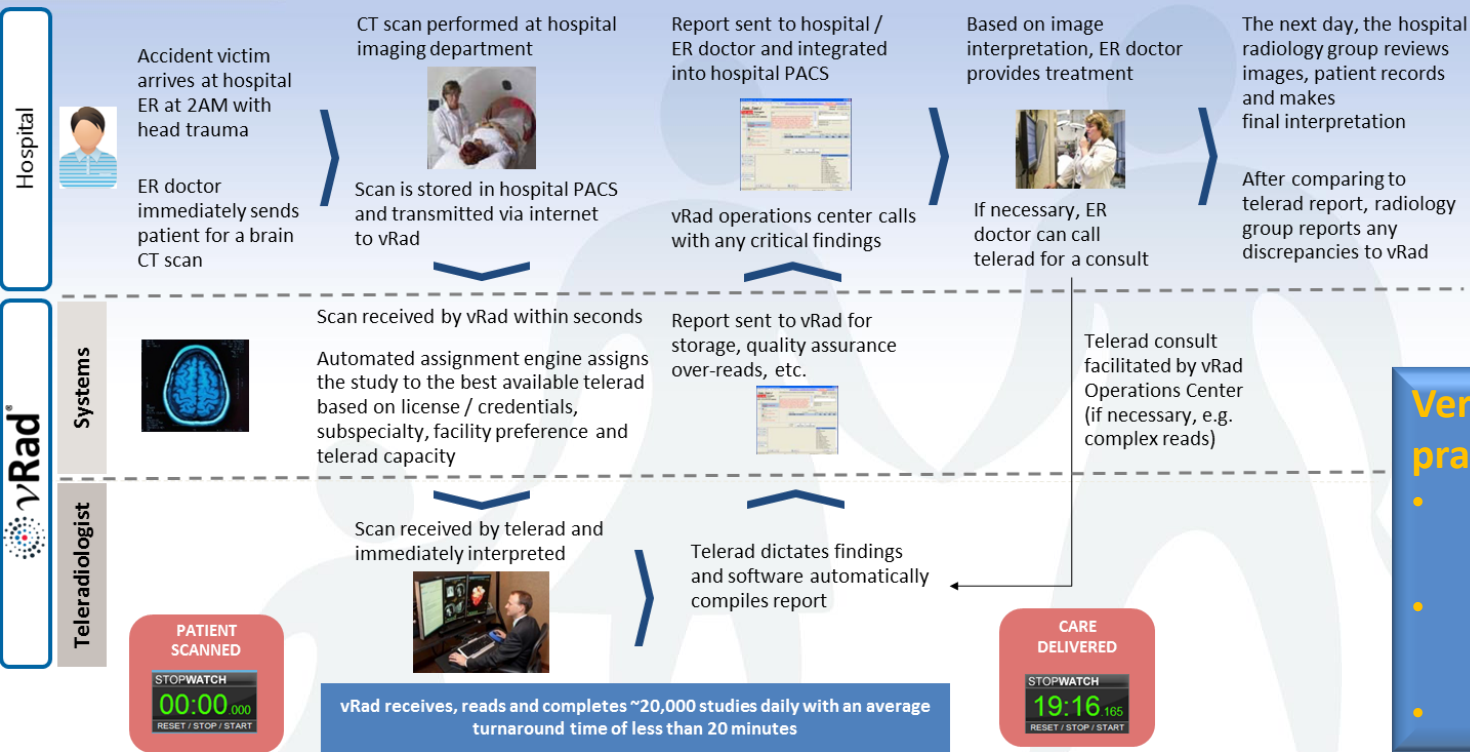 Hospital
Accident victim
arrives at hospital
ER at 2AM with
head trauma
ER doctor
immediately sends
patient for a brain
CT scan
CT scan performed at hospital
imaging department
Scan is stored in hospital PACS
and transmitted via internet
to vRad
Report sent to hospital /
ER doctor and integrated
into hospital PACS
vRad operations center calls
with any critical findings
Based on image
interpretation, ER doctor
provides treatment
If necessary, ER
doctor can call
telerad for a consult
The next day, the hospital
radiology group reviews
images, patient records
and makes
final interpretation
After comparing to
telerad report, radiology
group reports any
discrepancies to vRad
vRad®
Systems
Scan received by vRad within seconds
Automated assignment engine assigns
the study to the best available telerad
based on license / credentials,
subspecialty, facility preference and
telerad capacity
Report sent to vRad for
storage, quality assurance
over-reads, etc.
Telerad consult
facilitated by vRad
Operations Center
(if necessary, e.g.
complex reads)
Teleradiologist
Scan received by telerad and
immediately interpreted
Telerad dictates findings
and software automatically
compiles report
PATIENT
SCANNED
STOPWATCH
00:00.000
RESET / STOP / START
vRad receives, reads and completes ~20,000 studies daily with an average
turnaround time of less than 20 minutes
CARE
DELIVERED
STOPWATCH
19:16.165
RESET / STOP / START
Ver
pra
•
•
•